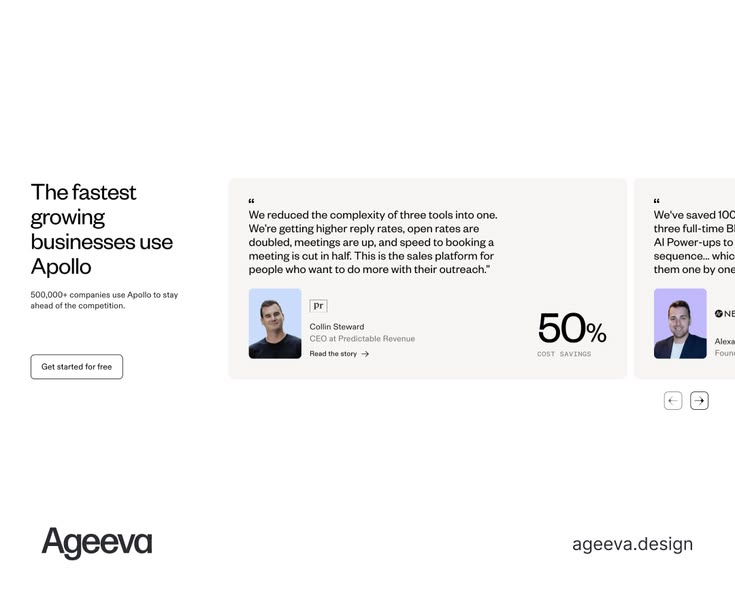 The fastest
growing
businesses use
Apollo
500,000+ companies use Apollo to stay
ahead of the competition.
Get started for free
“
We reduced the complexity of three tools into one.
We're getting higher reply rates, open rates are
doubled, meetings are up, and speed to booking a
meeting is cut in half. This is the sales platform for
people who want to do more with their outreach.”
pr
Collin Steward
CEO at Predictable Revenue
Read the story →
50%
COST SAVINGS
“
We've saved
three full-time
AI Power-ups to
sequence...
them one by one
← →
Ageeva
ageeva.design